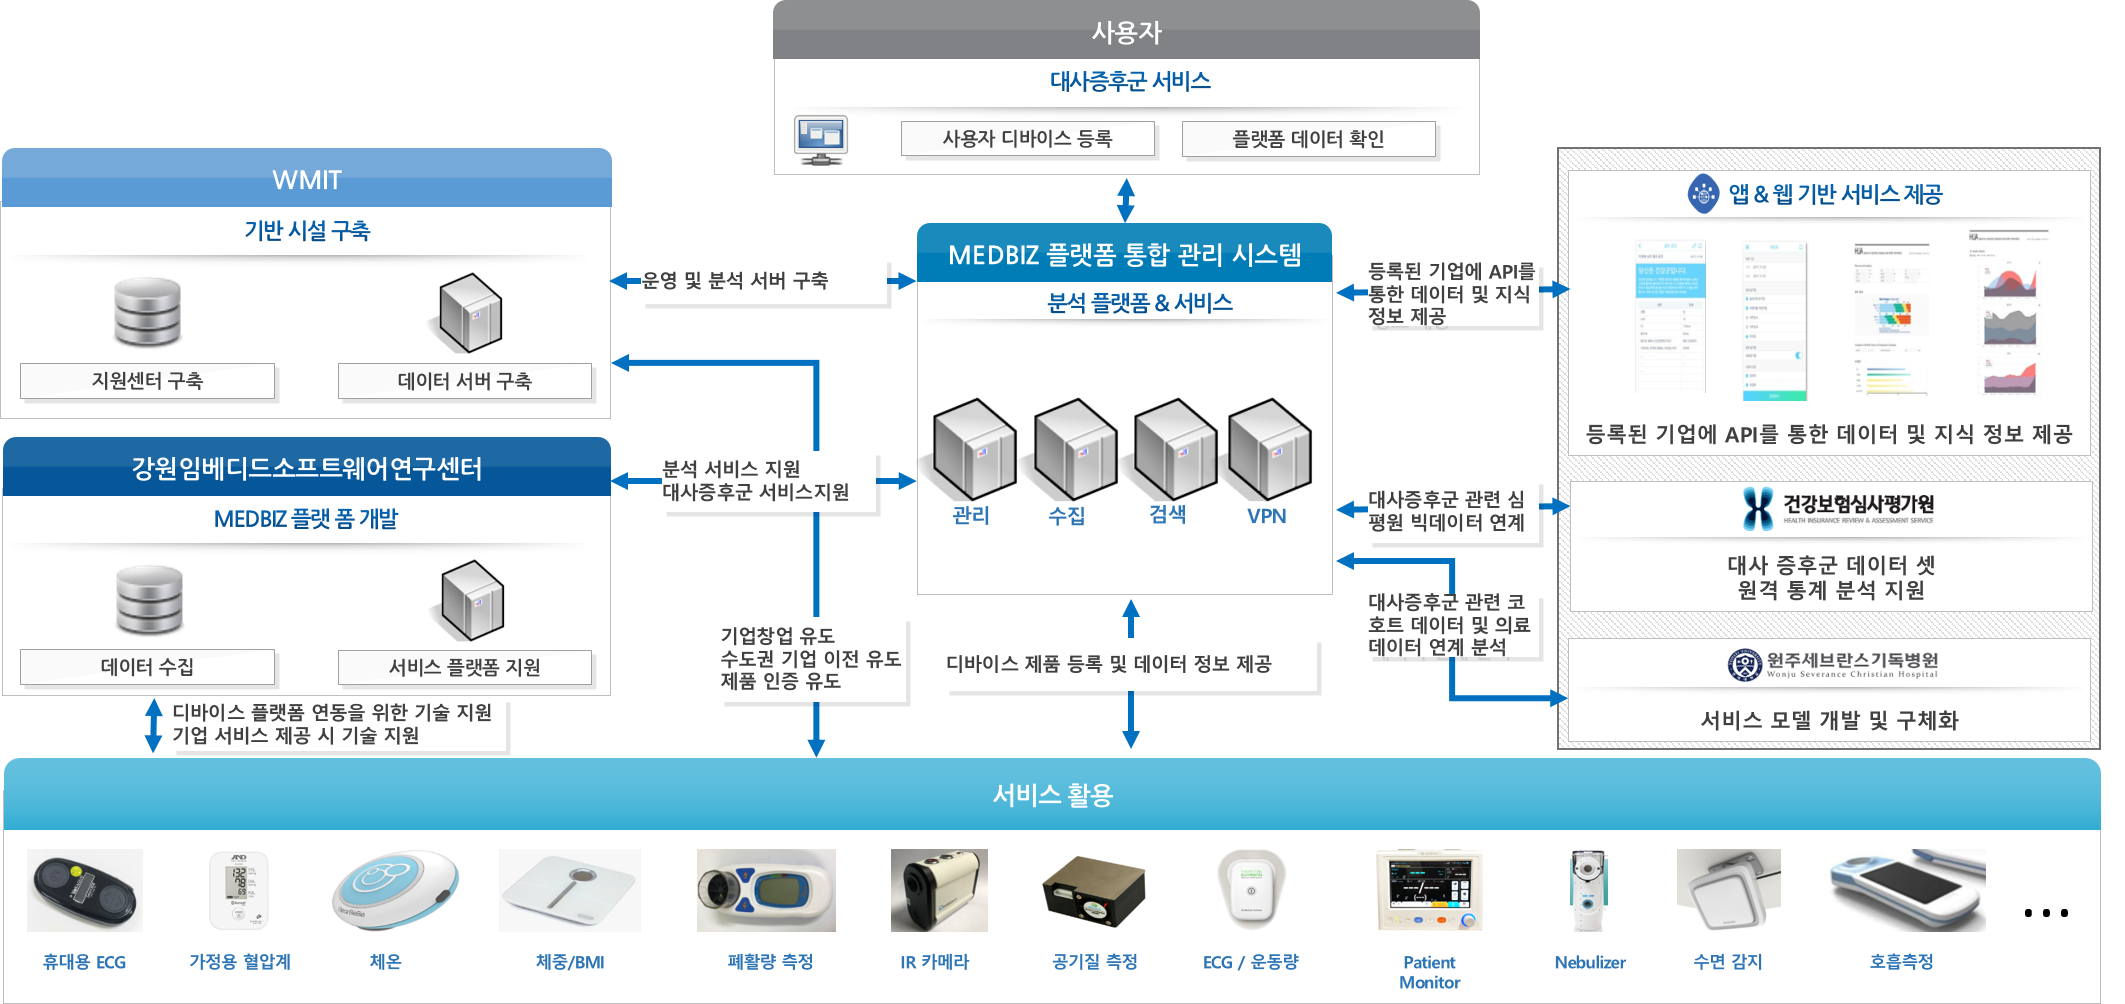 사용자
대사증후군 서비스
사용자 디바이스 등록
플랫폼 데이터 확인
WMIT
기반 시설 구축
지원센터 구축
데이터 서버 구축
강원임베디드소프트웨어연구센터
MEDBIZ 플랫 폼 개발
데이터 수집
서비스 플랫폼 지원
운영 및 분석 서버 구축
분석 서비스 지원
대사증후군 서비스지원
기업창업 유도
수도권 기업 이전 유도
제품 인증 유도
디바이스 플랫폼 연동을 위한 기술 지원
기업 서비스 제공 시 기술 지원
MEDBIZ 플랫폼 통합 관리 시스템
분석 플랫폼 & 서비스
관리
수집
검색
VPN
디바이스 제품 등록 및 데이터 정보 제공
등록된 기업에 API를
통한 데이터 및 지식
정보 제공
대사증후군 관련 심
평원 빅데이터 연계
대사증후군 관련 코
호트 데이터 및 의료
데이터 연계 분석
앱 & 웹 기반 서비스 제공
등록된 기업에 API를 통한 데이터 및 지식 정보 제공
건강보험심사평가원
HEALTH INSURANCE REVIEW & ASSESSMENT SERVICE
대사 증후군 데이터 셋
원격 통계 분석 지원
원주세브란스기독병원
Wonju Severance Christian Hospital
서비스 모델 개발 및 구체화
서비스 활용
휴대용 ECG
가정용 혈압계
체온
체중/BMI
폐활량 측정
IR 카메라
공기질 측정
ECG / 운동량
Patient
Monitor
Nebulizer
수면 감지
호흡측정
...